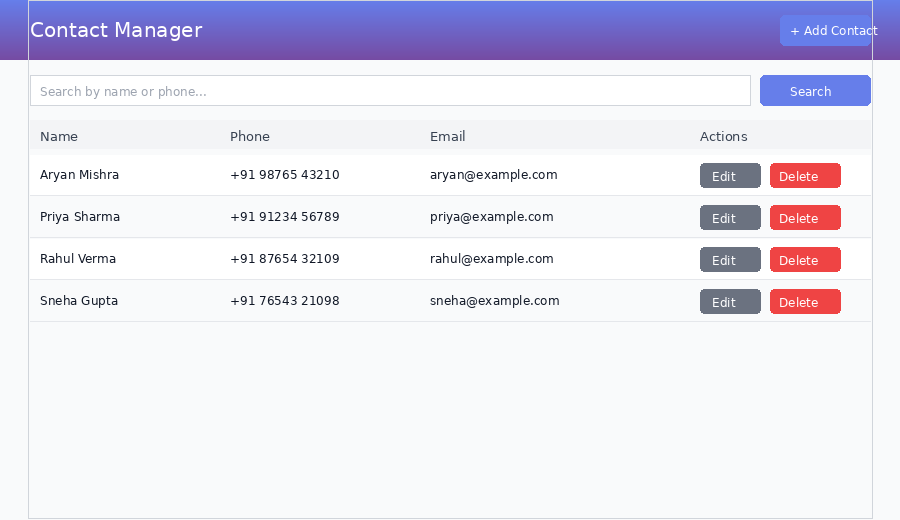 Contact Manager
+ Add Contact
Search by name or phone...
Search
Name Phone Email Actions
Aryan Mishra +91 98765 43210 aryan@example.com Edit Delete
Priya Sharma +91 91234 56789 priya@example.com Edit Delete
Rahul Verma +91 87654 32109 rahul@example.com Edit Delete
Sneha Gupta +91 76543 21098 sneha@example.com Edit Delete